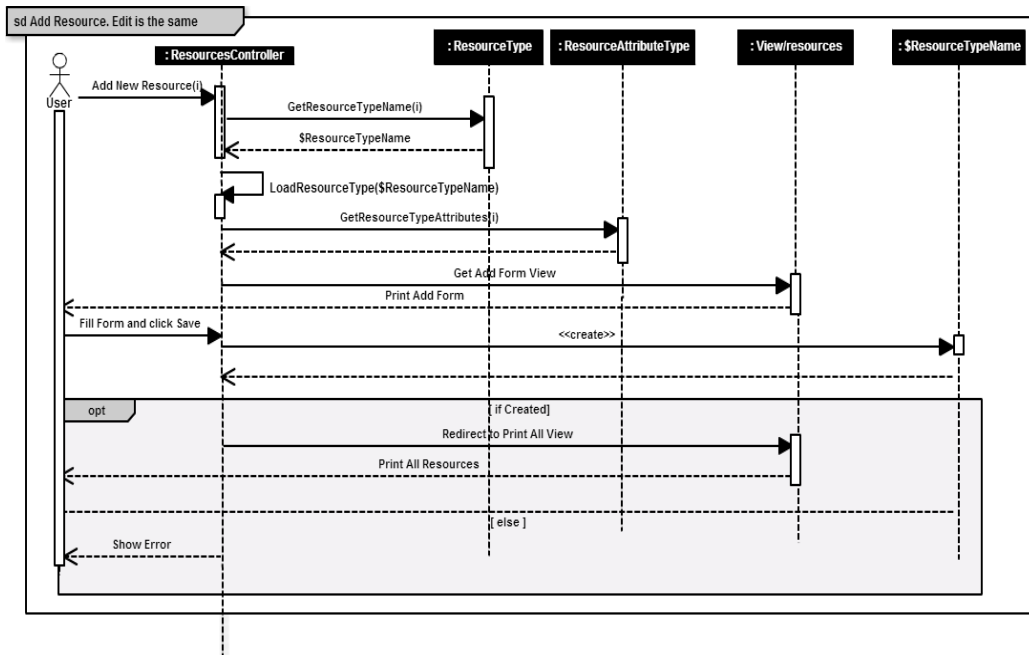 sd Add Resource. Edit is the same
: ResourcesController
: ResourceType
: ResourceAttributeType
: View/resources
: $ResourceTypeName
User
Add New Resource(i)
GetResourceTypeName(i)
$ResourceTypeName
LoadResourceType($ResourceTypeName)
GetResourceTypeAttributes(i)
Get Add Form View
Print Add Form
Fill Form and click Save
<<create>>
opt
[ if Created]
Redirect to Print All View
Print All Resources
[ else ]
Show Error